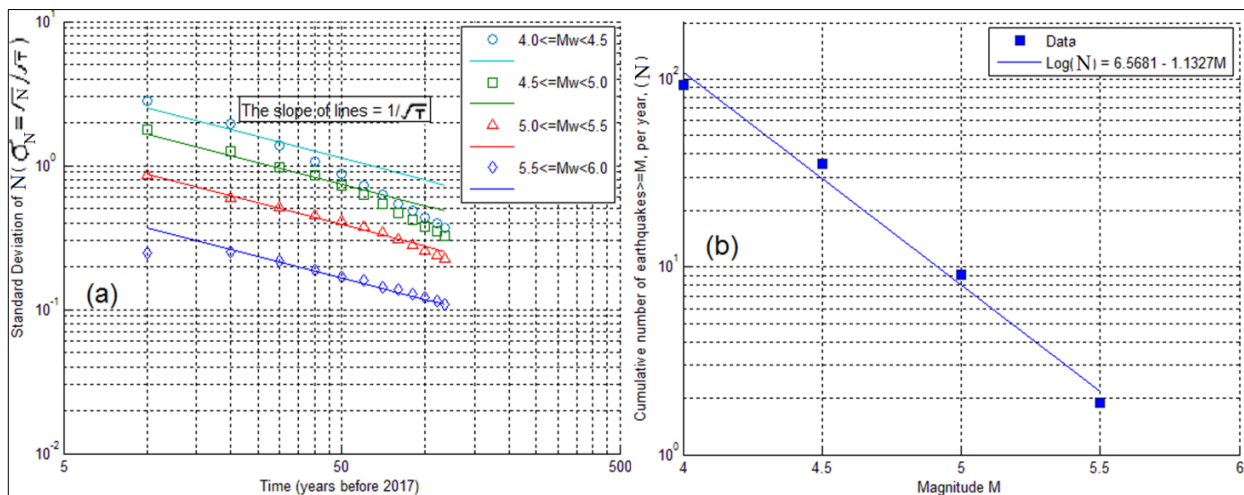 Standard Deviation of N(σN = √N/√T)
10^1
10^0
10^-1
10^-2
5
50
500
Time (years before 2017)
The slope of lines = 1/√T
4.0<=Mw<4.5
4.5<=Mw<5.0
5.0<=Mw<5.5
5.5<=Mw<6.0
(a)
Cumulative number of earthquakes>=M, per year, (N)
10^2
10^1
10^0
4
4.5
5
5.5
6
Magnitude M
Data
Log(N) = 6.5681 - 1.1327M
(b)